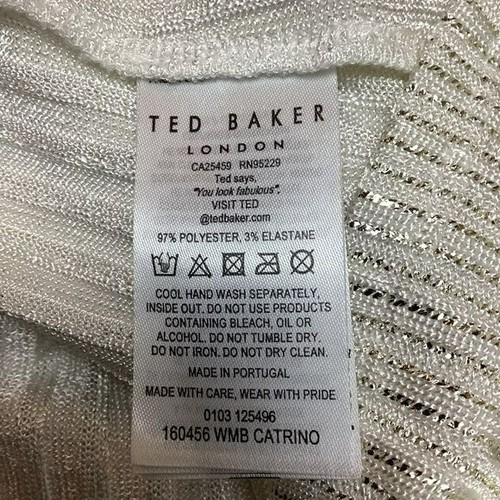 TED BAKER
LONDON
CA25459 RN95229
Ted says,
"You look fabulous".
VISIT TED
@tedbaker.com
97% POLYESTER, 3% ELASTANE
COOL HAND WASH SEPARATELY,
INSIDE OUT. DO NOT USE PRODUCTS
CONTAINING BLEACH, OIL OR
ALCOHOL. DO NOT TUMBLE DRY.
DO NOT IRON. DO NOT DRY CLEAN.
MADE IN PORTUGAL
MADE WITH CARE, WEAR WITH PRIDE
0103 125496
160456 WMB CATRINO